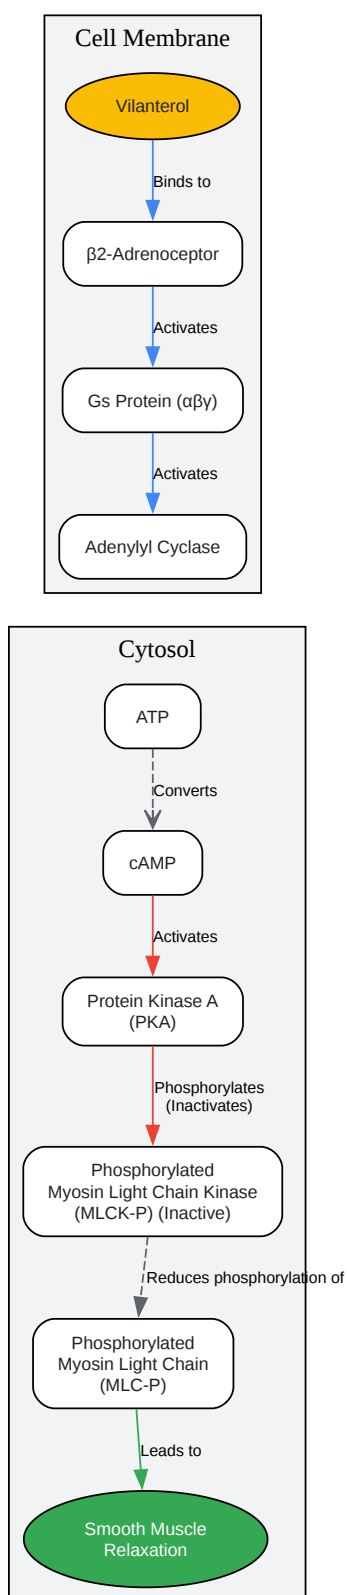 Cell Membrane
Vilanterol
Binds to
β2-Adrenoceptor
Activates
Gs Protein (αβγ)
Activates
Adenylyl Cyclase
Cytosol
ATP
Converts
cAMP
Activates
Protein Kinase A
(PKA)
Phosphorylates
(Inactivates)
Phosphorylated
Myosin Light Chain Kinase
(MLCK-P) (Inactive)
Reduces phosphorylation of
Phosphorylated
Myosin Light Chain
(MLC-P)
Leads to
Smooth Muscle
Relaxation